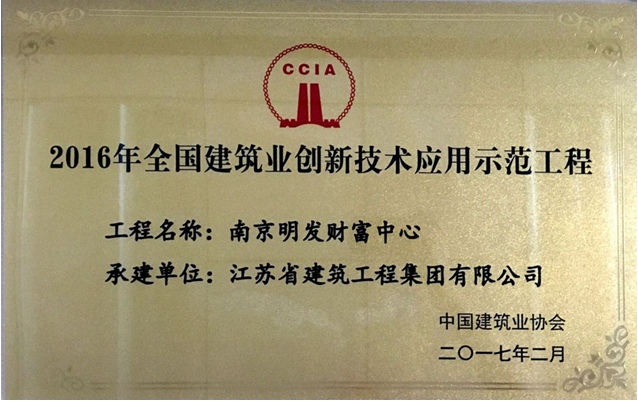 CCIA
2016年全国建筑业创新技术应用示范工程
工程名称：南京明发财富中心
承建单位：江苏省建筑工程集团有限公司
中国建筑业协会
二〇一七年二月